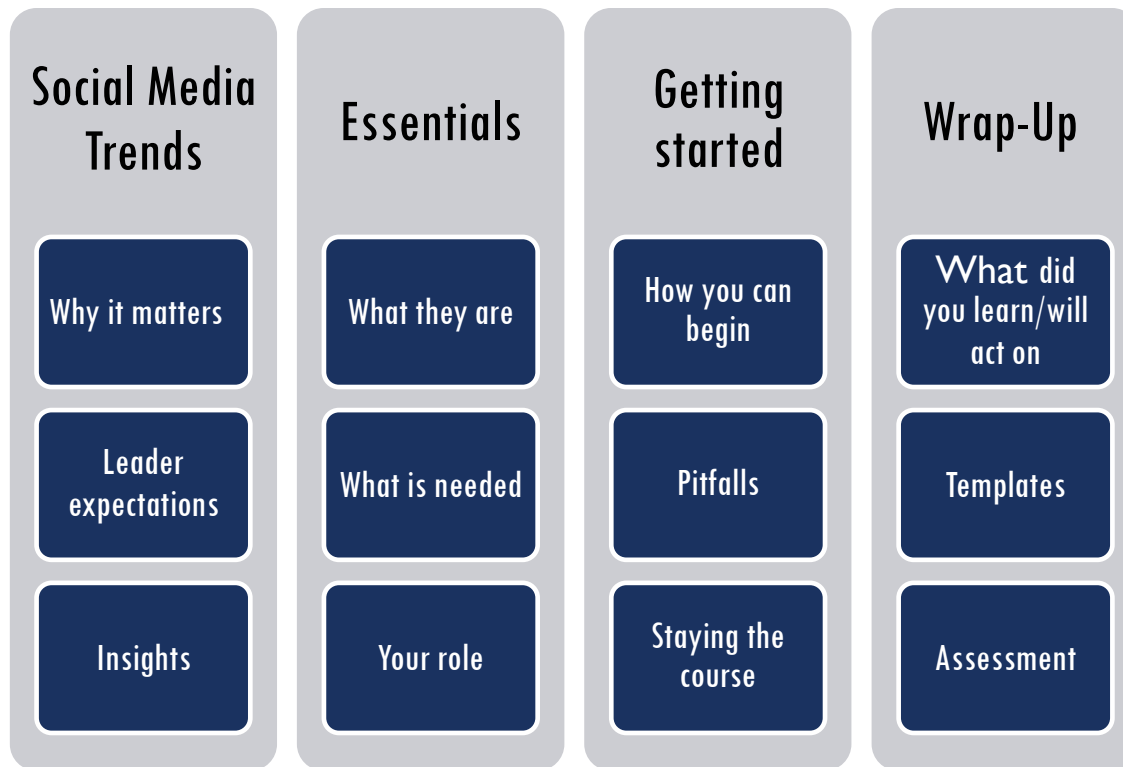 Social Media
Trends
Why it matters
Leader
expectations
Insights
Essentials
What they are
What is needed
Your role
Getting
started
How you can
begin
Pitfalls
Staying the
course
Wrap-Up
What did
you learn/will
act on
Templates
Assessment